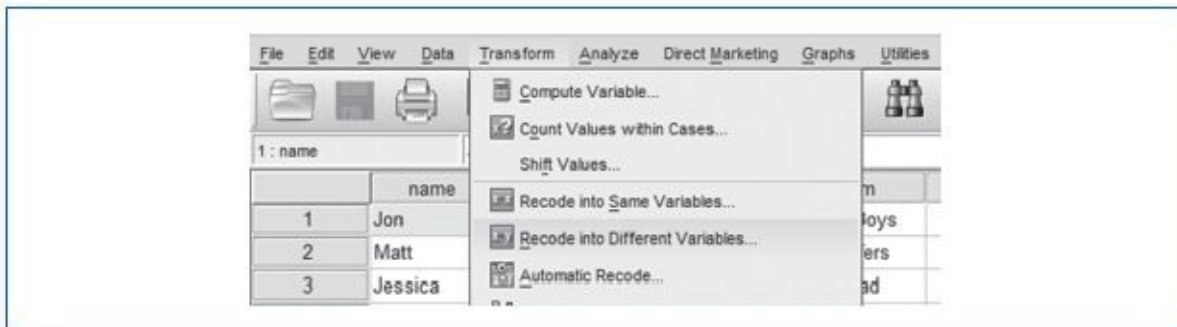 File Edit View Data Transform Analyze Direct Marketing Graphs Utilities
Compute Variable...
Count Values within Cases...
Shift Values...
1 : name
name
Recode into Same Variables...
1 Jon
Recode into Different Variables...
2 Matt
Automatic Recode...
3 Jessica